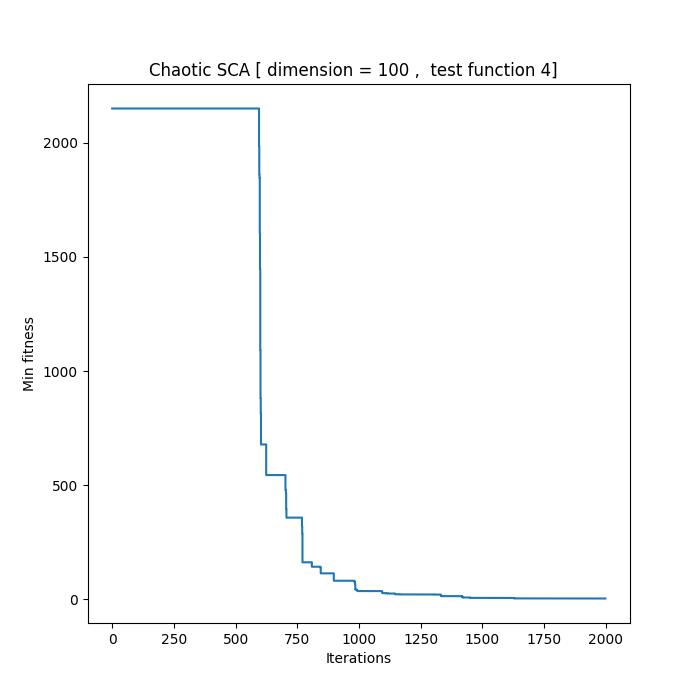 Chaotic SCA [ dimension = 100 ,  test function 4]
2000
1500
1000
500
0
Min fitness
0 250 500 750 1000 1250 1500 1750 2000
Iterations